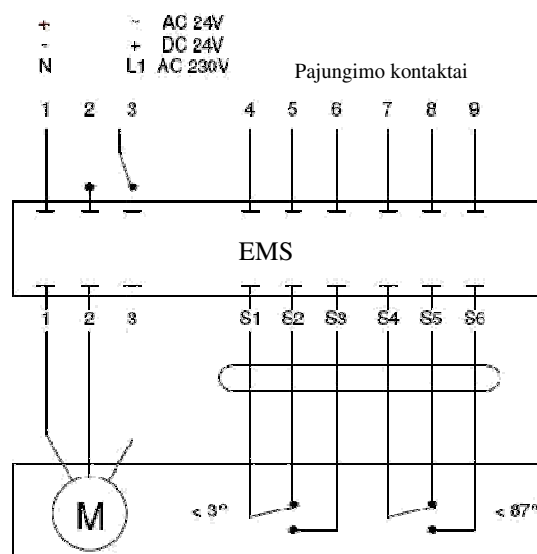 + ~ AC 24V
- + DC 24V
N L1 AC 230V
Pajungimo kontaktai
1 2 3 4 5 6 7 8 9
EMS
1 2 3 S1 S2 S3 S4 S5 S6
M < 3° < 87°